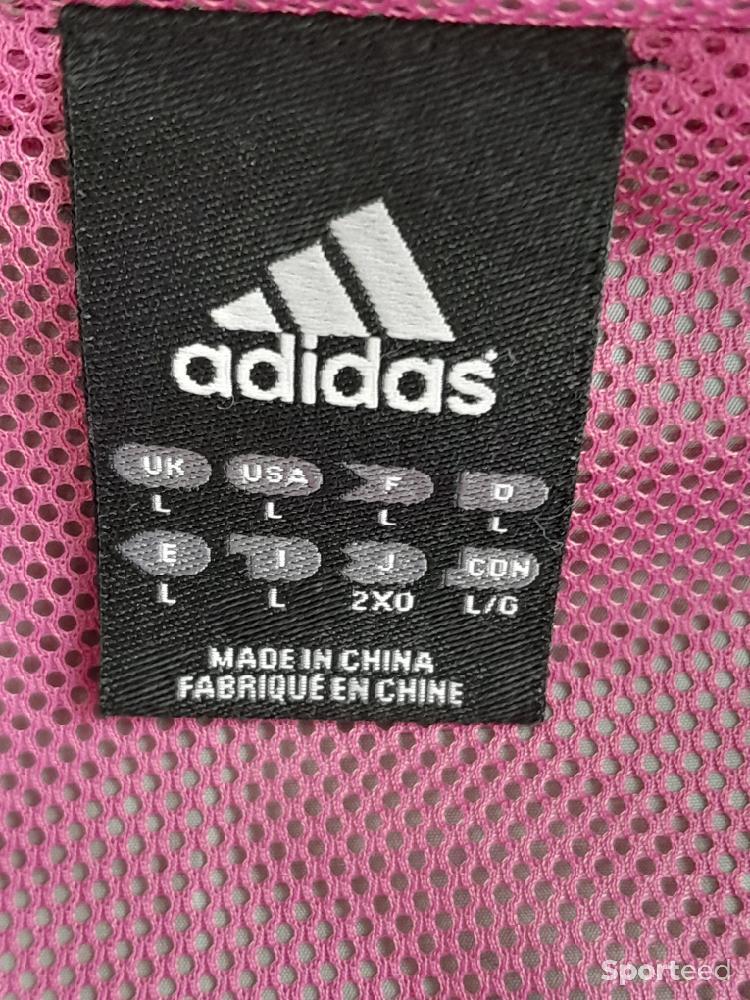 adidas
UK USA F D
L L L L
E I J CDN
L L 2XO L/G
MADE IN CHINA
FABRIQUÉ EN CHINE
Sporteed